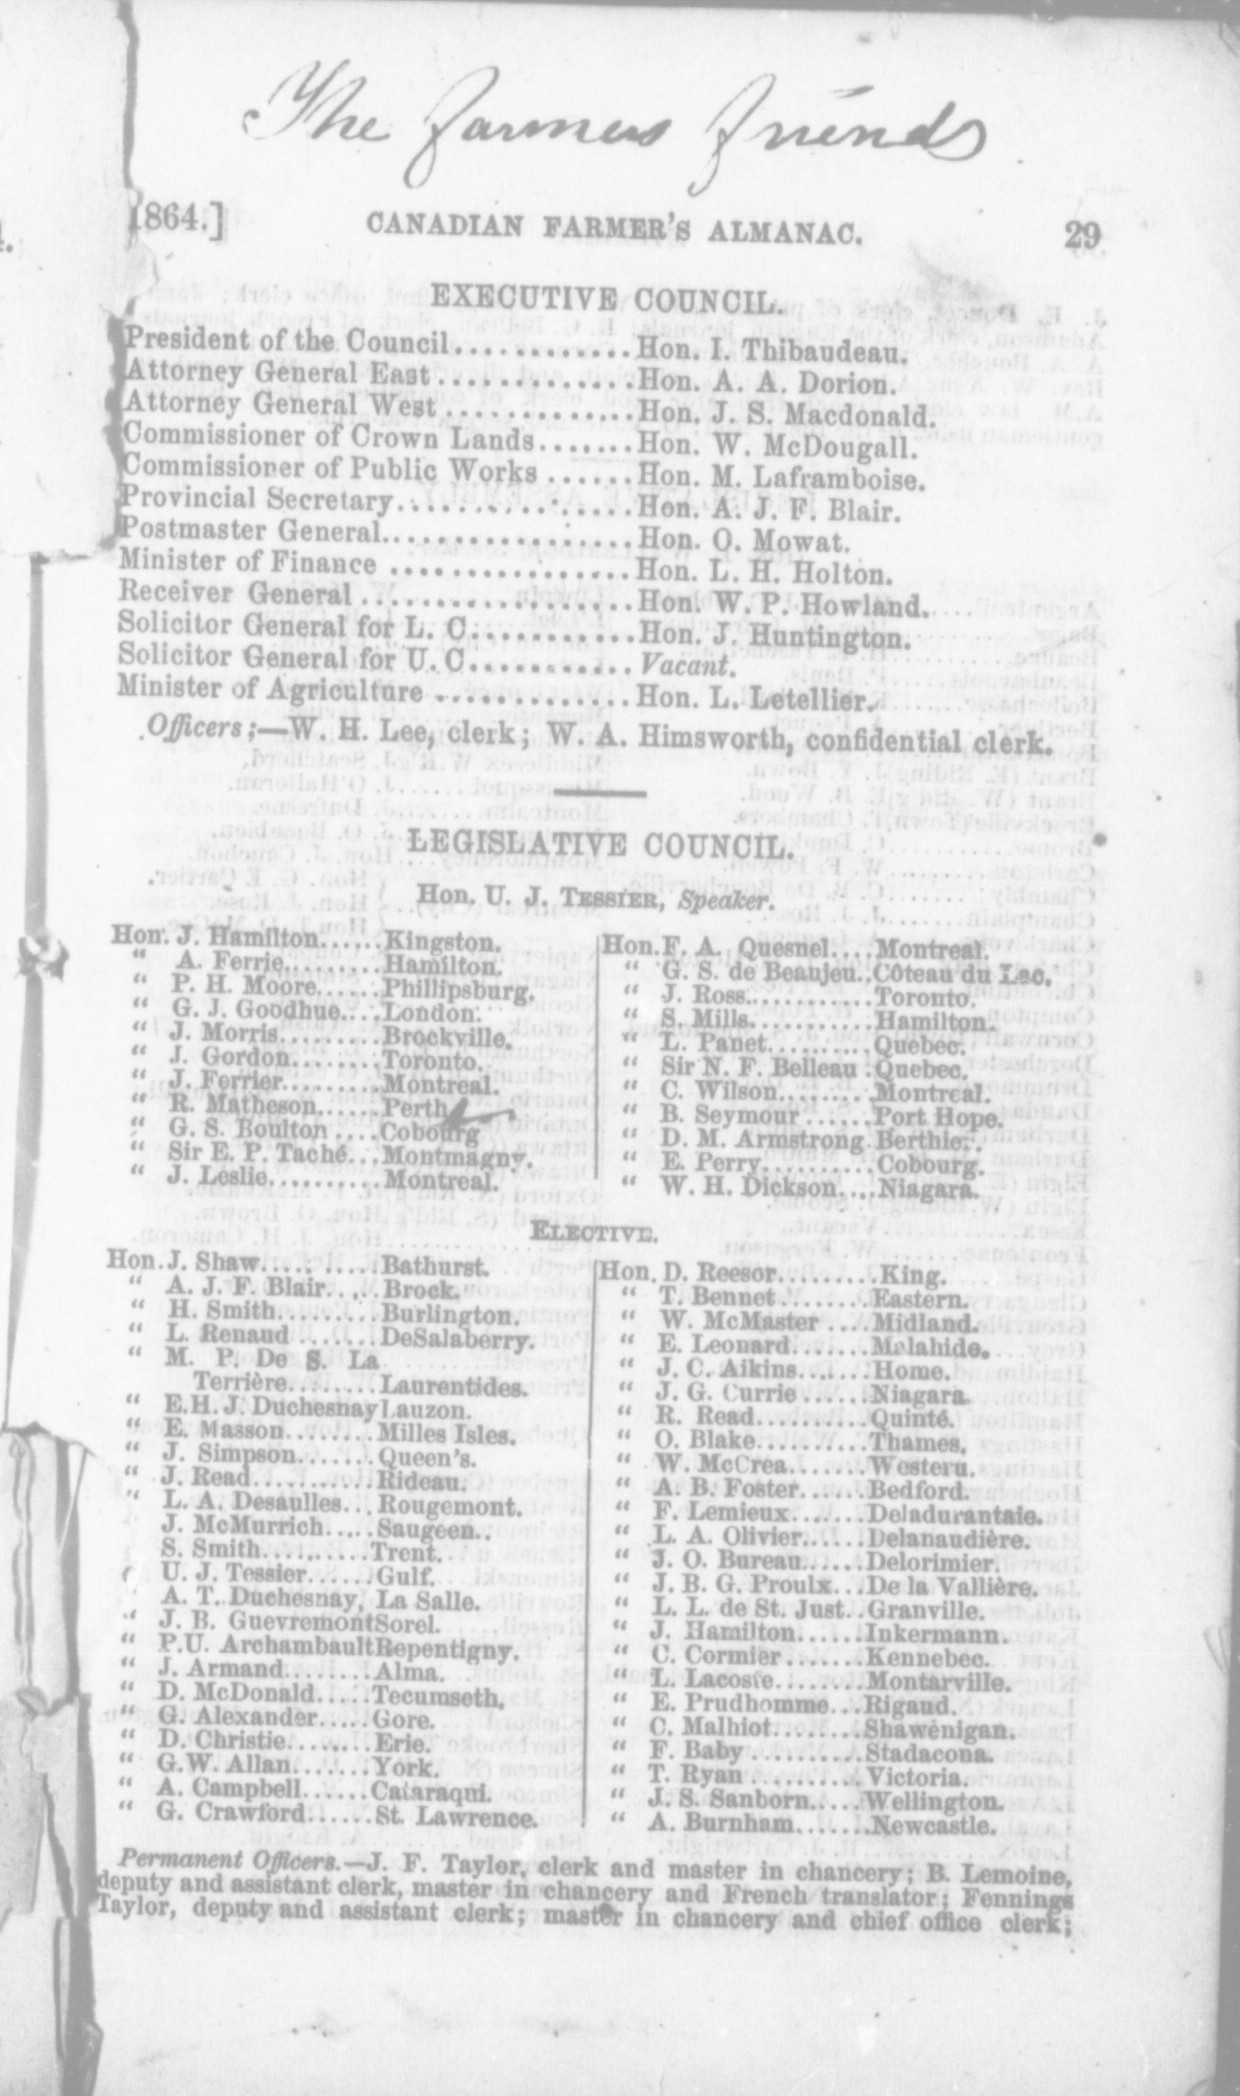 The Farmers Friends
1864.] CANADIAN FARMER'S ALMANAC. 29
EXECUTIVE COUNCIL.
President of the Council............Hon. I. Thibaudeau.
Attorney General East.............Hon. A. A. Dorion.
Attorney General West.............Hon. J. S. Macdonald.
Commissioner of Crown Lands.......Hon. W. McDougall.
Commissioner of Public Works......Hon. M. Laframboise.
Provincial Secretary...............Hon. A. J. F. Blair.
Postmaster General................Hon. O. Mowat.
Minister of Finance................Hon. L. H. Holton.
Receiver General..................Hon. W. P. Howland.
Solicitor General for L. C...........Hon. J. Huntington.
Solicitor General for U. C........... Vacant.
Minister of Agriculture.............Hon. L. Letellier.
Officers;—W. H. Lee, clerk; W. A. Himsworth, confidential clerk.
LEGISLATIVE COUNCIL.
Hon. U. J. TESSIER, Speaker.
Hon. J. Hamilton......Kingston.
" A. Ferrie.........Hamilton.
" P. H. Moore......Phillipsburg.
" G. J. Goodhue....London.
" J. Morris.........Brockville.
" J. Gordon........Toronto.
" J. Ferrier.........Montreal.
" R. Matheson......Perth
" G. S. Boulton....Cobourg
" Sir E. P. Taché...Montmagny.
" J. Leslie..........Montreal.
Hon. F. A. Quesnel....Montreal.
" G. S. de Beaujeu..Côteau du Lac.
" J. Ross............Toronto.
" S. Mills...........Hamilton.
" L. Panet..........Quebec.
" Sir N. F. Belleau.Quebec.
" C. Wilson.........Montreal.
" B. Seymour......Port Hope.
" D. M. Armstrong Berthier.
" E. Perry..........Cobourg.
" W. H. Dickson....Niagara.
ELECTIVE.
Hon. J. Shaw...........Bathurst.
" A. J. F. Blair.....Brock.
" H. Smith.........Burlington.
" L. Renaud........DeSalaberry.
" M. P. De S. La
Terrière........Laurentides.
" E. H. J. Duchesnay Lauzon.
" E. Masson........Milles Isles.
" J. Simpson.......Queen's.
" J. Read...........Rideau.
" L. A. Desaulles...Rougemont.
J. McMurrich.....Saugeen.
S. Smith..........Trent.
U. J. Tessier......Gulf.
A. T. Duchesnay, La Salle.
" J. B. Guevremont Sorel.
" P. U. Archambault Repentigny.
" J. Armand........Alma.
" D. McDonald.....Tecumseth.
" G. Alexander.....Gore.
" D. Christie........Erie.
" G. W. Allan.......York.
" A. Campbell......Cataraqui.
" G. Crawford......St. Lawrence.
Hon. D. Reesor.........King.
" T. Bennet.........Eastern.
" W. McMaster....Midland.
" E. Leonard.......Malahide.
" J. C. Aikins.......Home.
" J. G. Currie......Niagara.
" R. Read..........Quinté.
" O. Blake..........Thames.
" W. McCrea.......Western.
" A. B. Foster......Bedford.
" F. Lemieux.......Deladurantaie.
" L. A. Olivier......Delanaudière.
" J. O. Bureau......Delorimier.
" J. B. G. Proulx...De la Vallière.
" L. L. de St. Just..Granville.
" J. Hamilton......Inkermann.
" C. Cormier.......Kennebec.
" L. Lacoste........Montarville.
" E. Prudhomme...Rigaud.
" C. Malhiot........Shawenigan.
" F. Baby..........Stadacona.
" T. Ryan..........Victoria.
" J. S. Sanborn.....Wellington.
" A. Burnham.......Newcastle.
Permanent Officers.—J. F. Taylor, clerk and master in chancery; B. Lemoine,
deputy and assistant clerk, master in chancery and French translator; Fennings
Taylor, deputy and assistant clerk; master in chancery and chief office clerk;